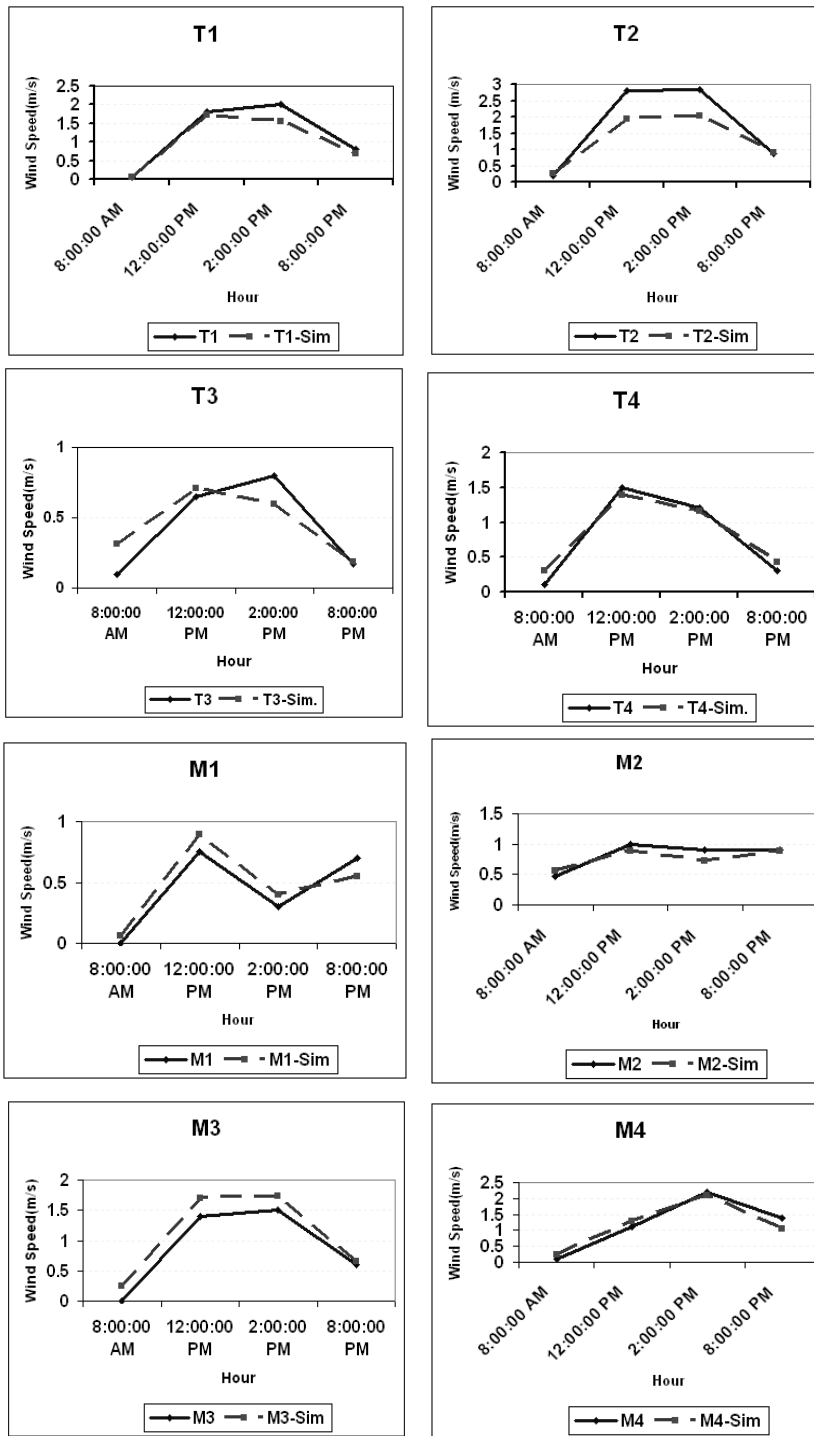 T1
Wind Speed(m/s)
2.5
2
1.5
1
0.5
0
8:00:00 AM
12:00:00 PM
2:00:00 PM
8:00:00 PM
Hour
T1
T1-Sim
T2
Wind Speed (m/s)
3
2.5
2
1.5
1
0.5
0
8:00:00 AM
12:00:00 PM
2:00:00 PM
8:00:00 PM
Hour
T2
T2-Sim
T3
Wind Speed(m/s)
1
0.5
0
8:00:00
AM
12:00:00
PM
2:00:00
PM
8:00:00
PM
Hour
T3
T3-Sim.
T4
Wind Speed(m/s)
2
1.5
1
0.5
0
8:00:00
AM
12:00:00
PM
2:00:00
PM
8:00:00
PM
Hour
T4
T4-Sim.
M1
Wind Speed(m/s)
1
0.5
0
8:00:00
AM
12:00:00
PM
2:00:00
PM
8:00:00
PM
Hour
M1
M1-Sim
M2
Wind Speed(m/s)
1.5
1
0.5
0
8:00:00 AM
12:00:00 PM
2:00:00 PM
8:00:00 PM
Hour
M2
M2-Sim
M3
Wind Speed(m/s)
2
1.5
1
0.5
0
8:00:00
AM
12:00:00
PM
2:00:00
PM
8:00:00
PM
Hour
M3
M3-Sim
M4
Wind Speed(m/s)
2.5
2
1.5
1
0.5
0
8:00:00 AM
12:00:00 PM
2:00:00 PM
8:00:00 PM
Hour
M4
M4-Sim